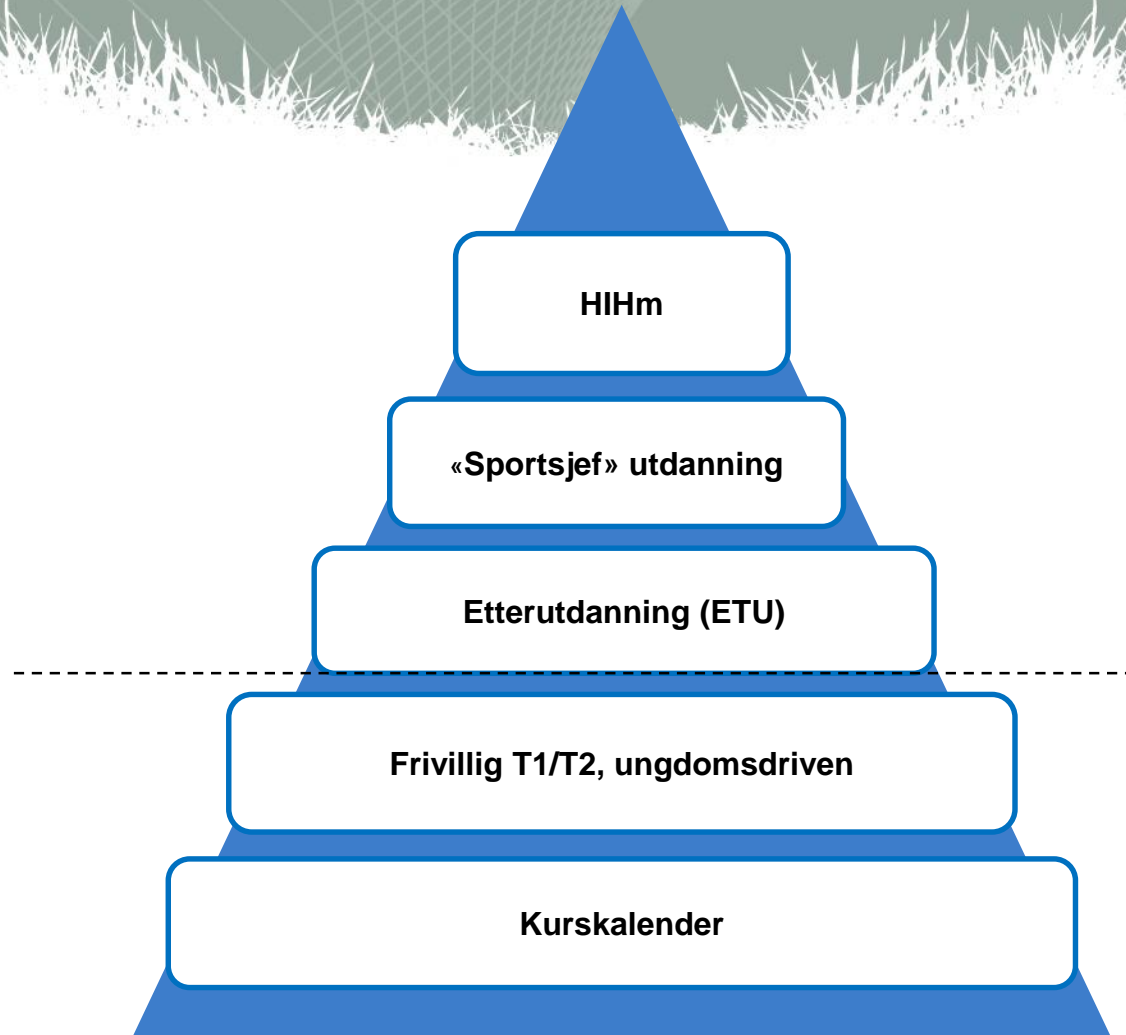 HIHm
«Sportsjef» utdanning
Etterutdanning (ETU)
Frivillig T1/T2, ungdomsdriven
Kurskalender